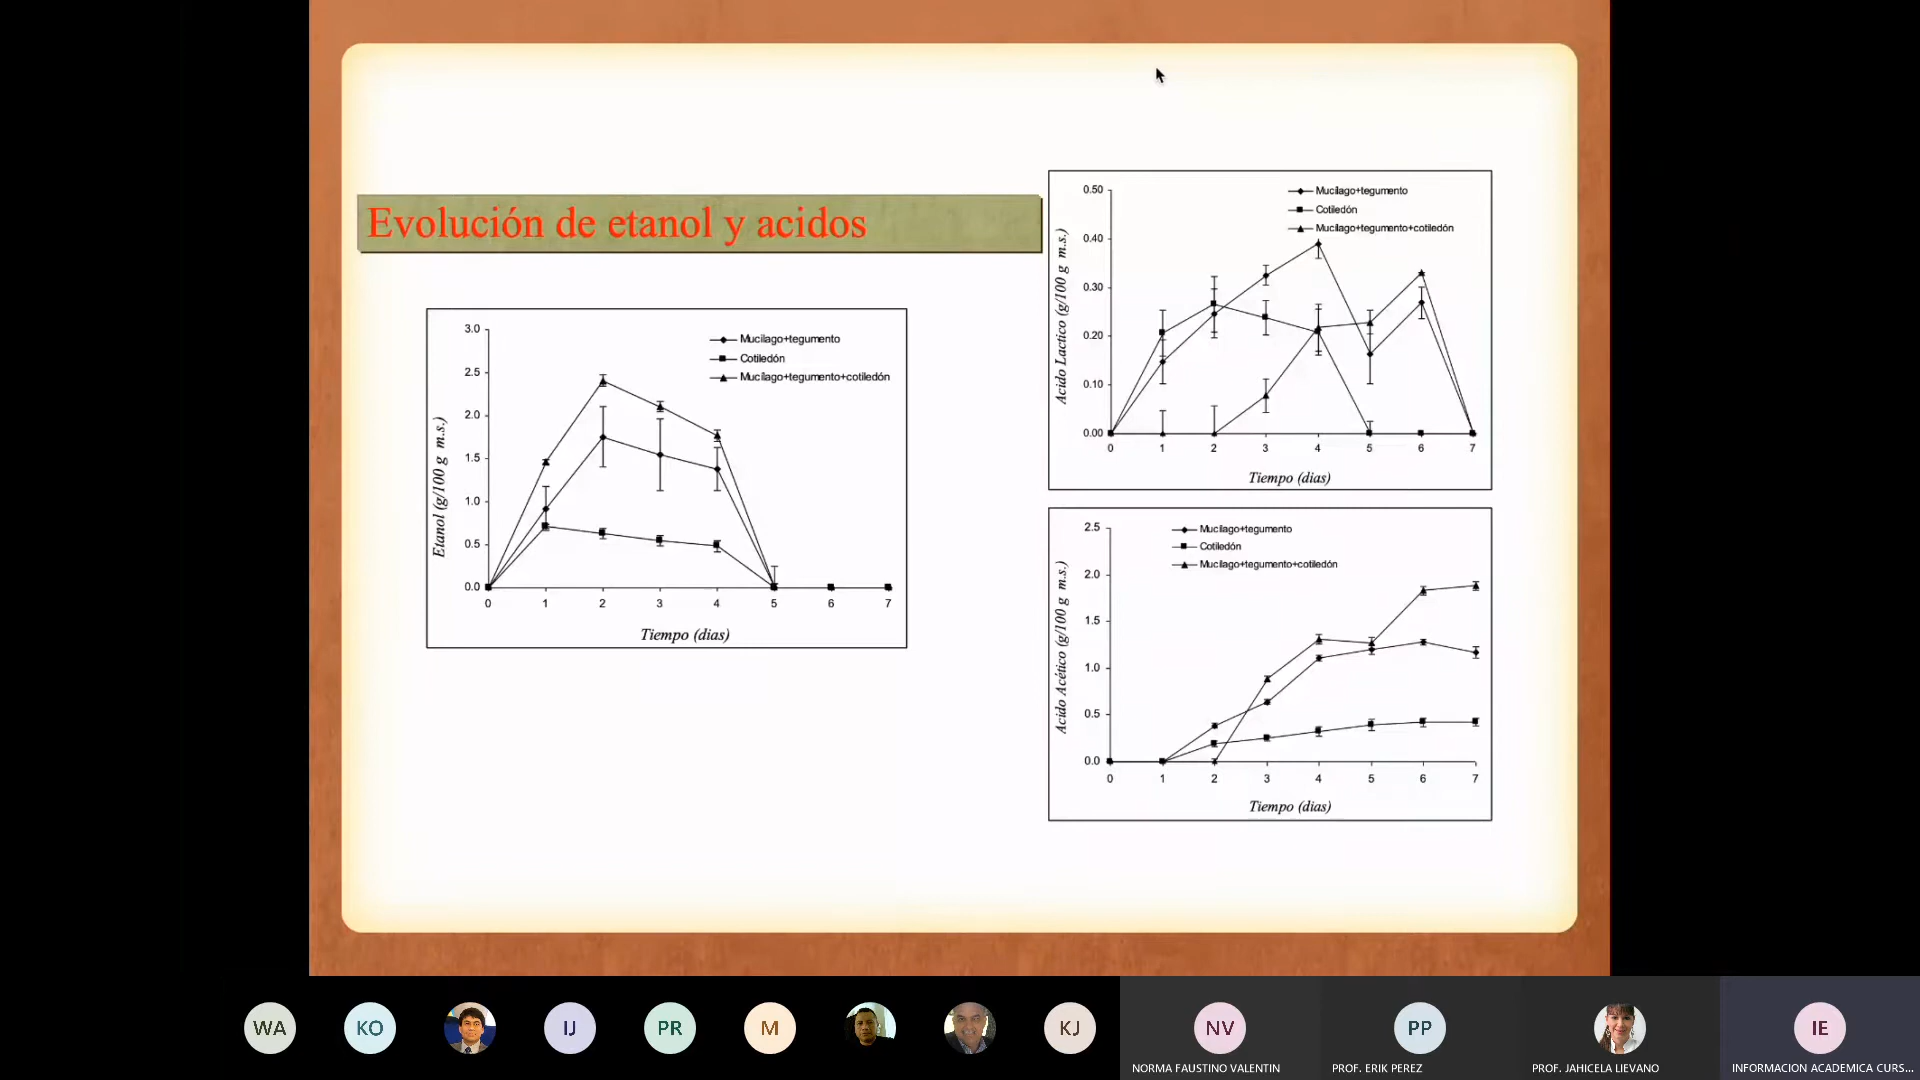 Evolución de etanol y acidos
3.0
2.5
2.0
1.5
1.0
0.5
0.0
0 1 2 3 4 5 6 7
Etanol (g/100 g m.s.)
Tiempo (dias)
Mucilago+tegumento
Cotiledón
Mucilago+tegumento+cotiledón
0.50
0.40
0.30
0.20
0.10
0.00
0 1 2 3 4 5 6 7
Acido Lactico (g/100 g m.s.)
Tiempo (dias)
Mucilago+tegumento
Cotiledón
Mucilago+tegumento+cotiledón
2.5
2.0
1.5
1.0
0.5
0.0
0 1 2 3 4 5 6 7
Acido Acético (g/100 g m.s.)
Tiempo (dias)
Mucilago+tegumento
Cotiledón
Mucilago+tegumento+cotiledón
WA KO IJ PR M KJ NV PP IE
NORMA FAUSTINO VALENTIN PROF. ERIK PEREZ PROF. JAHICELA LIEVANO INFORMACION ACADEMICA CURS...